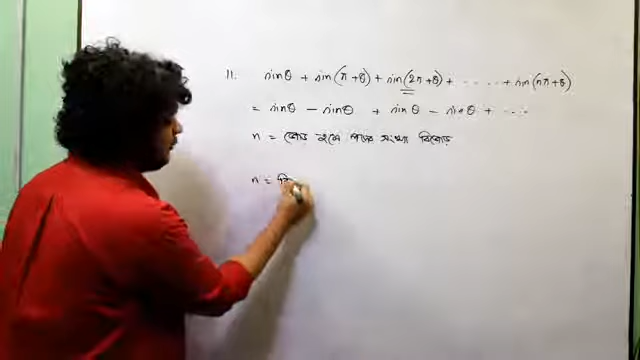 11. sinθ + sin(π+θ) + sin(2π+θ) + ..... + sin(nπ+θ)
= sinθ - sinθ + sinθ - sinθ + ...
n = জোড় হলে পদের সংখ্যা বিজোড়
n = বি